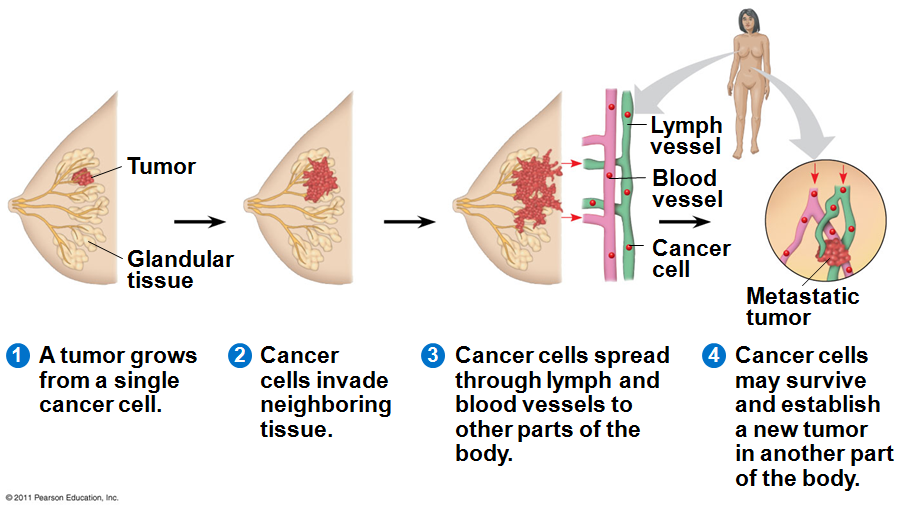 Tumor
Glandular
tissue
Lymph
vessel
Blood
vessel
Cancer
cell
Metastatic
tumor
1 A tumor grows
from a single
cancer cell.
2 Cancer
cells invade
neighboring
tissue.
3 Cancer cells spread
through lymph and
blood vessels to
other parts of the
body.
4 Cancer cells
may survive
and establish
a new tumor
in another part
of the body.
© 2011 Pearson Education, Inc.